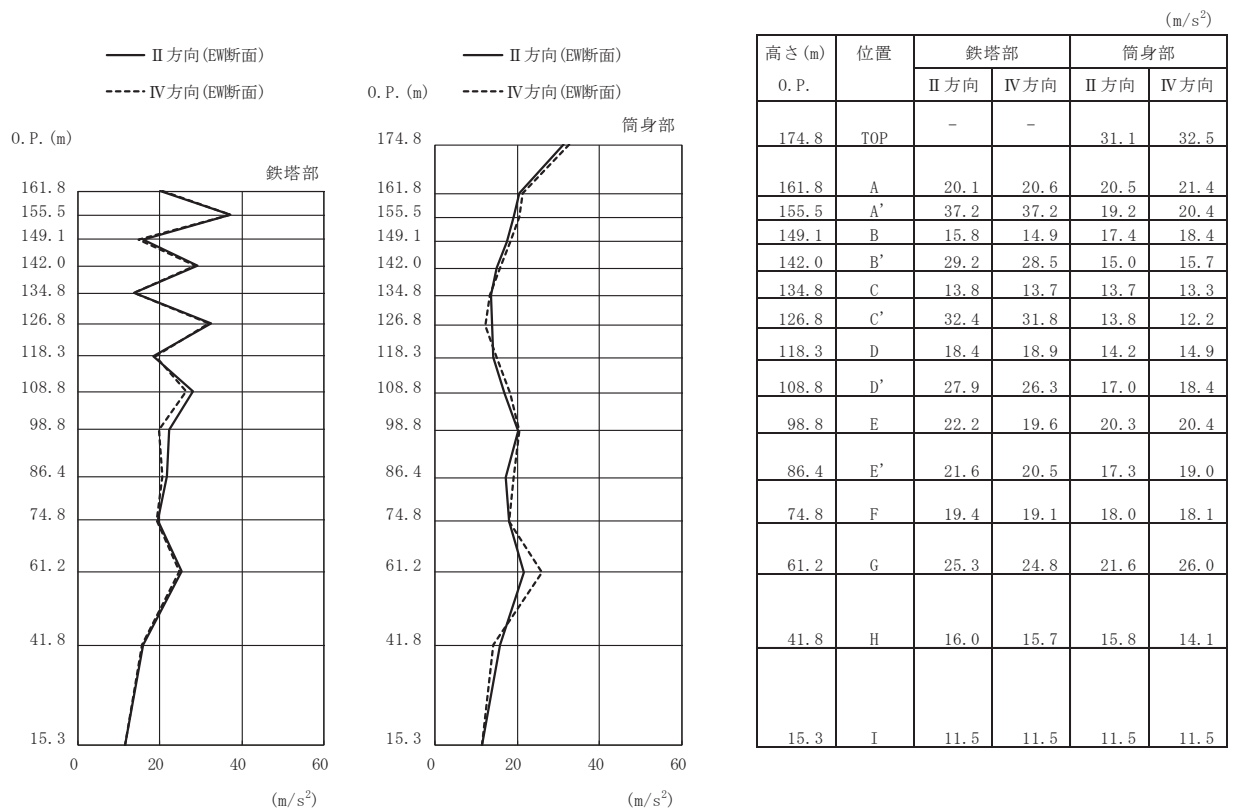 Ⅱ方向(EW断面)
Ⅳ方向(EW断面)
O.P.(m)
鉄塔部
161.8
155.5
149.1
142.0
134.8
126.8
118.3
108.8
98.8
86.4
74.8
61.2
41.8
15.3
0 20 40 60
(m/s²)
Ⅱ方向(EW断面)
O.P.(m) Ⅳ方向(EW断面)
筒身部
174.8
161.8
155.5
149.1
142.0
134.8
126.8
118.3
108.8
98.8
86.4
74.8
61.2
41.8
15.3
0 20 40 60
(m/s²)
(m/s²)
高さ(m) 位置 鉄塔部 筒身部
O.P. Ⅱ方向 Ⅳ方向 Ⅱ方向 Ⅳ方向
174.8 TOP - - 31.1 32.5
161.8 A 20.1 20.6 20.5 21.4
155.5 A' 37.2 37.2 19.2 20.4
149.1 B 15.8 14.9 17.4 18.4
142.0 B' 29.2 28.5 15.0 15.7
134.8 C 13.8 13.7 13.7 13.3
126.8 C' 32.4 31.8 13.8 12.2
118.3 D 18.4 18.9 14.2 14.9
108.8 D' 27.9 26.3 17.0 18.4
98.8 E 22.2 19.6 20.3 20.4
86.4 E' 21.6 20.5 17.3 19.0
74.8 F 19.4 19.1 18.0 18.1
61.2 G 25.3 24.8 21.6 26.0
41.8 H 16.0 15.7 15.8 14.1
15.3 I 11.5 11.5 11.5 11.5